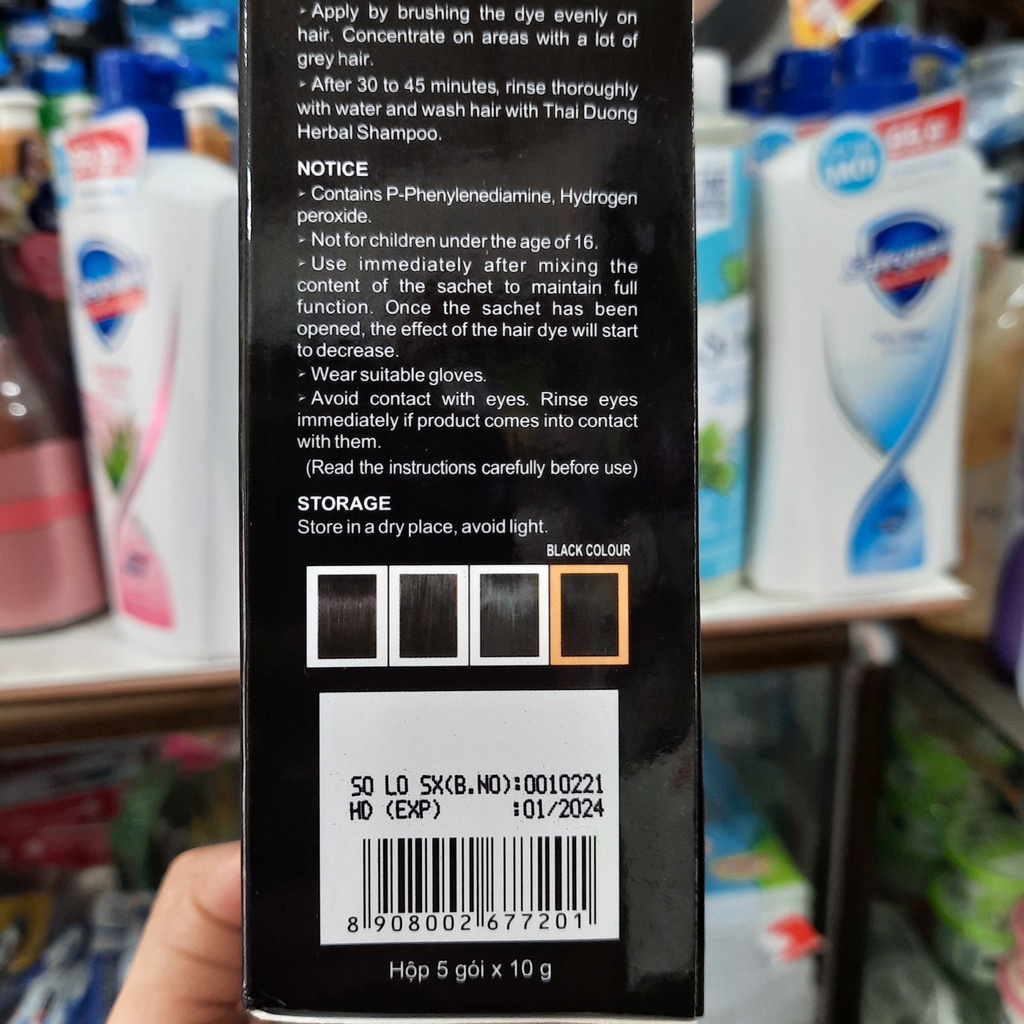 ➢ Apply by brushing the dye evenly on
hair. Concentrate on areas with a lot of
grey hair.
➢ After 30 to 45 minutes, rinse thoroughly
with water and wash hair with Thai Duong
Herbal Shampoo.
NOTICE
➢ Contains P-Phenylenediamine, Hydrogen
peroxide.
➢ Not for children under the age of 16.
➢ Use immediately after mixing the
content of the sachet to maintain full
function. Once the sachet has been
opened, the effect of the hair dye will start
to decrease.
➢ Wear suitable gloves.
➢ Avoid contact with eyes. Rinse eyes
immediately if product comes into contact
with them.
(Read the instructions carefully before use)
STORAGE
Store in a dry place, avoid light.
BLACK COLOUR
SO LO SX(B.NO):0010221
HD (EXP) :01/2024
8 908002 677201
Hộp 5 gói x 10 g
MỚI
Safeguard